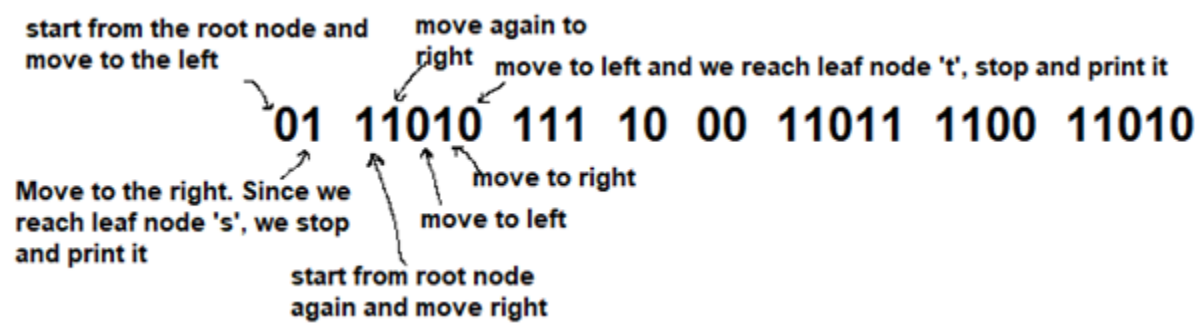 start from the root node and
move to the left
move again to
right
move to left and we reach leaf node 't', stop and print it
01 11010 111 10 00 11011 1100 11010
Move to the right. Since we
reach leaf node 's', we stop
and print it
move to right
move to left
start from root node
again and move right